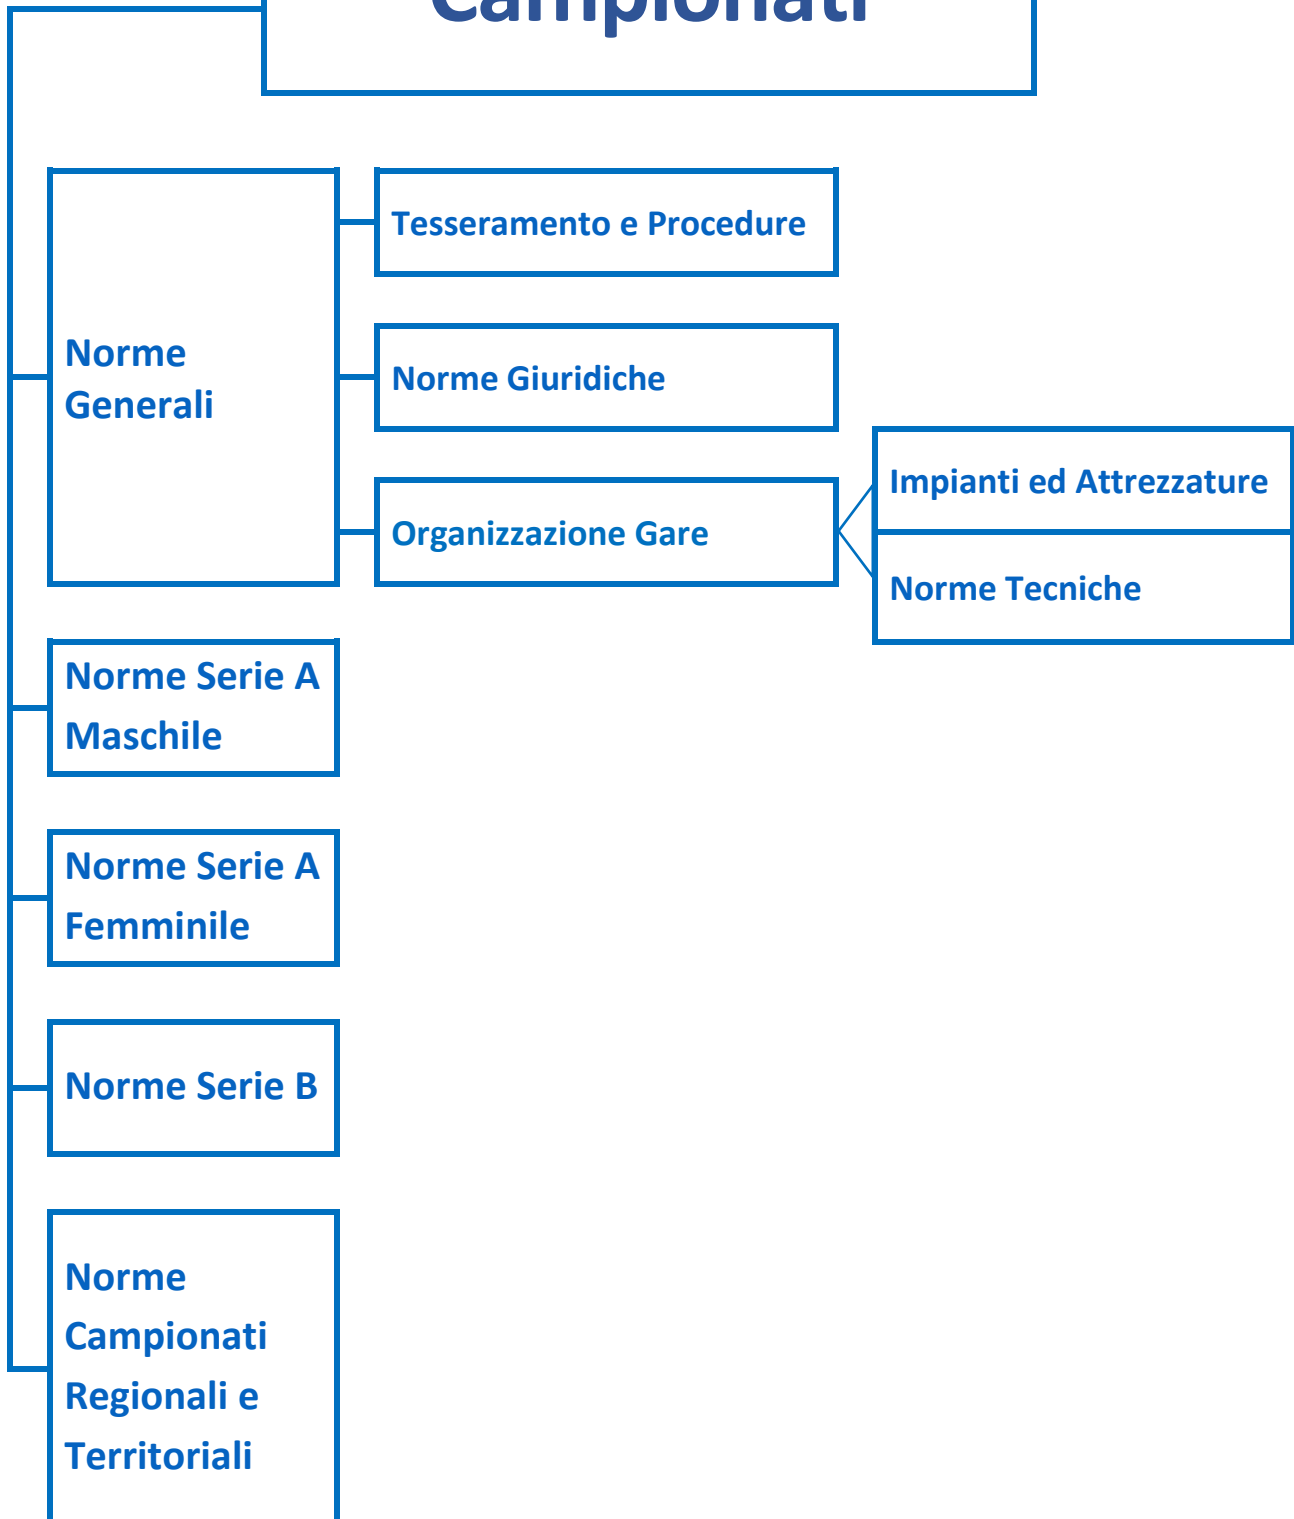 Campionati
Tesseramento e Procedure
Norme
Generali
Norme Giuridiche
Organizzazione Gare
Impianti ed Attrezzature
Norme Tecniche
Norme Serie A
Maschile
Norme Serie A
Femminile
Norme Serie B
Norme
Campionati
Regionali e
Territoriali